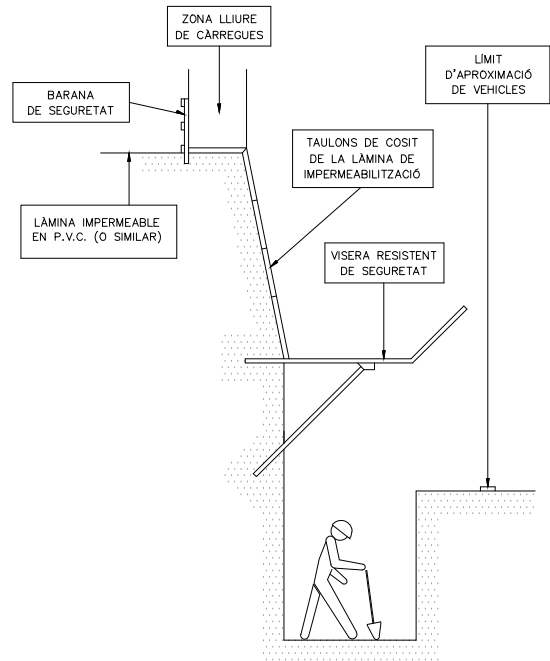 ZONA LLIURE
DE CÀRREGUES
LÍMIT
D'APROXIMACIÓ
DE VEHICLES
BARANA
DE SEGURETAT
TAULONS DE COSIT
DE LA LÀMINA DE
IMPERMEABILITZACIÓ
LÀMINA IMPERMEABLE
EN P.V.C. (O SIMILAR)
VISERA RESISTENT
DE SEGURETAT